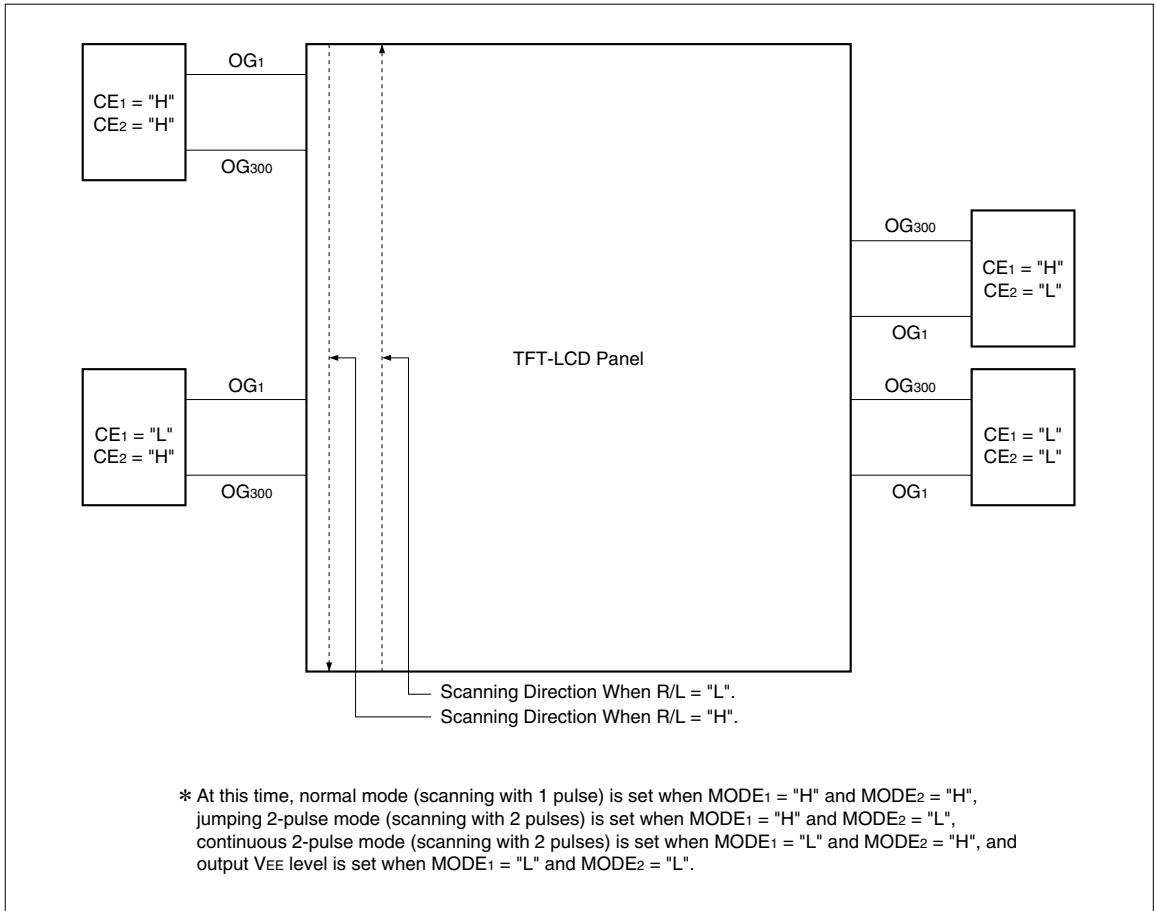 OG1
CE1 = "H"
CE2 = "H"
OG300
OG300
CE1 = "H"
CE2 = "L"
OG1
TFT-LCD Panel
OG1
CE1 = "L"
CE2 = "H"
OG300
OG300
CE1 = "L"
CE2 = "L"
OG1
Scanning Direction When R/L = "L".
Scanning Direction When R/L = "H".
* At this time, normal mode (scanning with 1 pulse) is set when MODE1 = "H" and MODE2 = "H",
jumping 2-pulse mode (scanning with 2 pulses) is set when MODE1 = "H" and MODE2 = "L",
continuous 2-pulse mode (scanning with 2 pulses) is set when MODE1 = "L" and MODE2 = "H", and
output VEE level is set when MODE1 = "L" and MODE2 = "L".